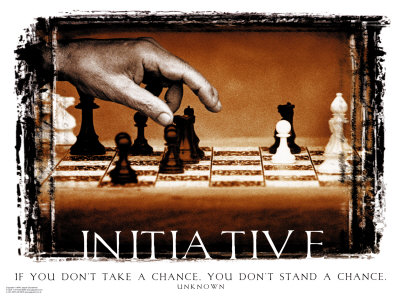 INITIATIVE
IF YOU DON'T TAKE A CHANCE, YOU DON'T STAND A CHANCE.
UNKNOWN